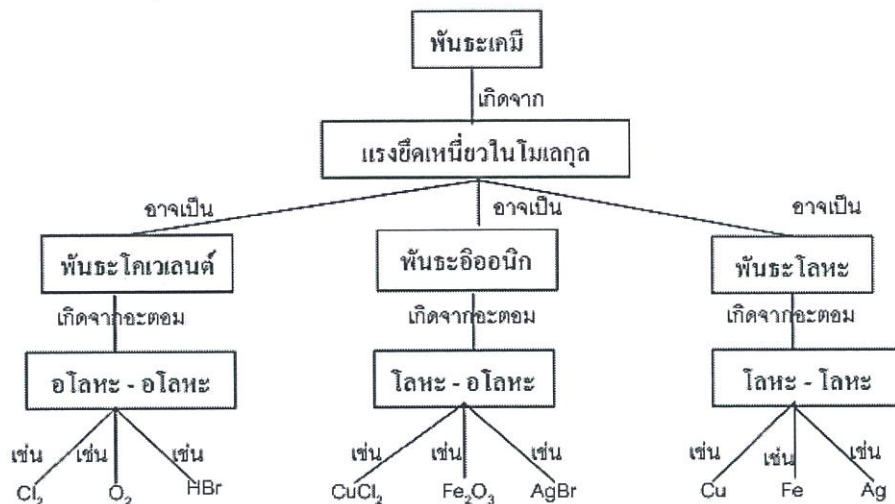 พันธะเคมี
เกิดจาก
แรงยึดเหนี่ยวในโมเลกุล
อาจเป็น อาจเป็น อาจเป็น
พันธะโคเวเลนต์ พันธะอิออนิก พันธะโลหะ
เกิดจากอะตอม เกิดจากอะตอม เกิดจากอะตอม
อโลหะ - อโลหะ โลหะ - อโลหะ โลหะ - โลหะ
เช่น เช่น เช่น เช่น เช่น เช่น เช่น เช่น เช่น
Cl₂ O₂ HBr CuCl₂ Fe₂O₃ AgBr Cu Fe Ag